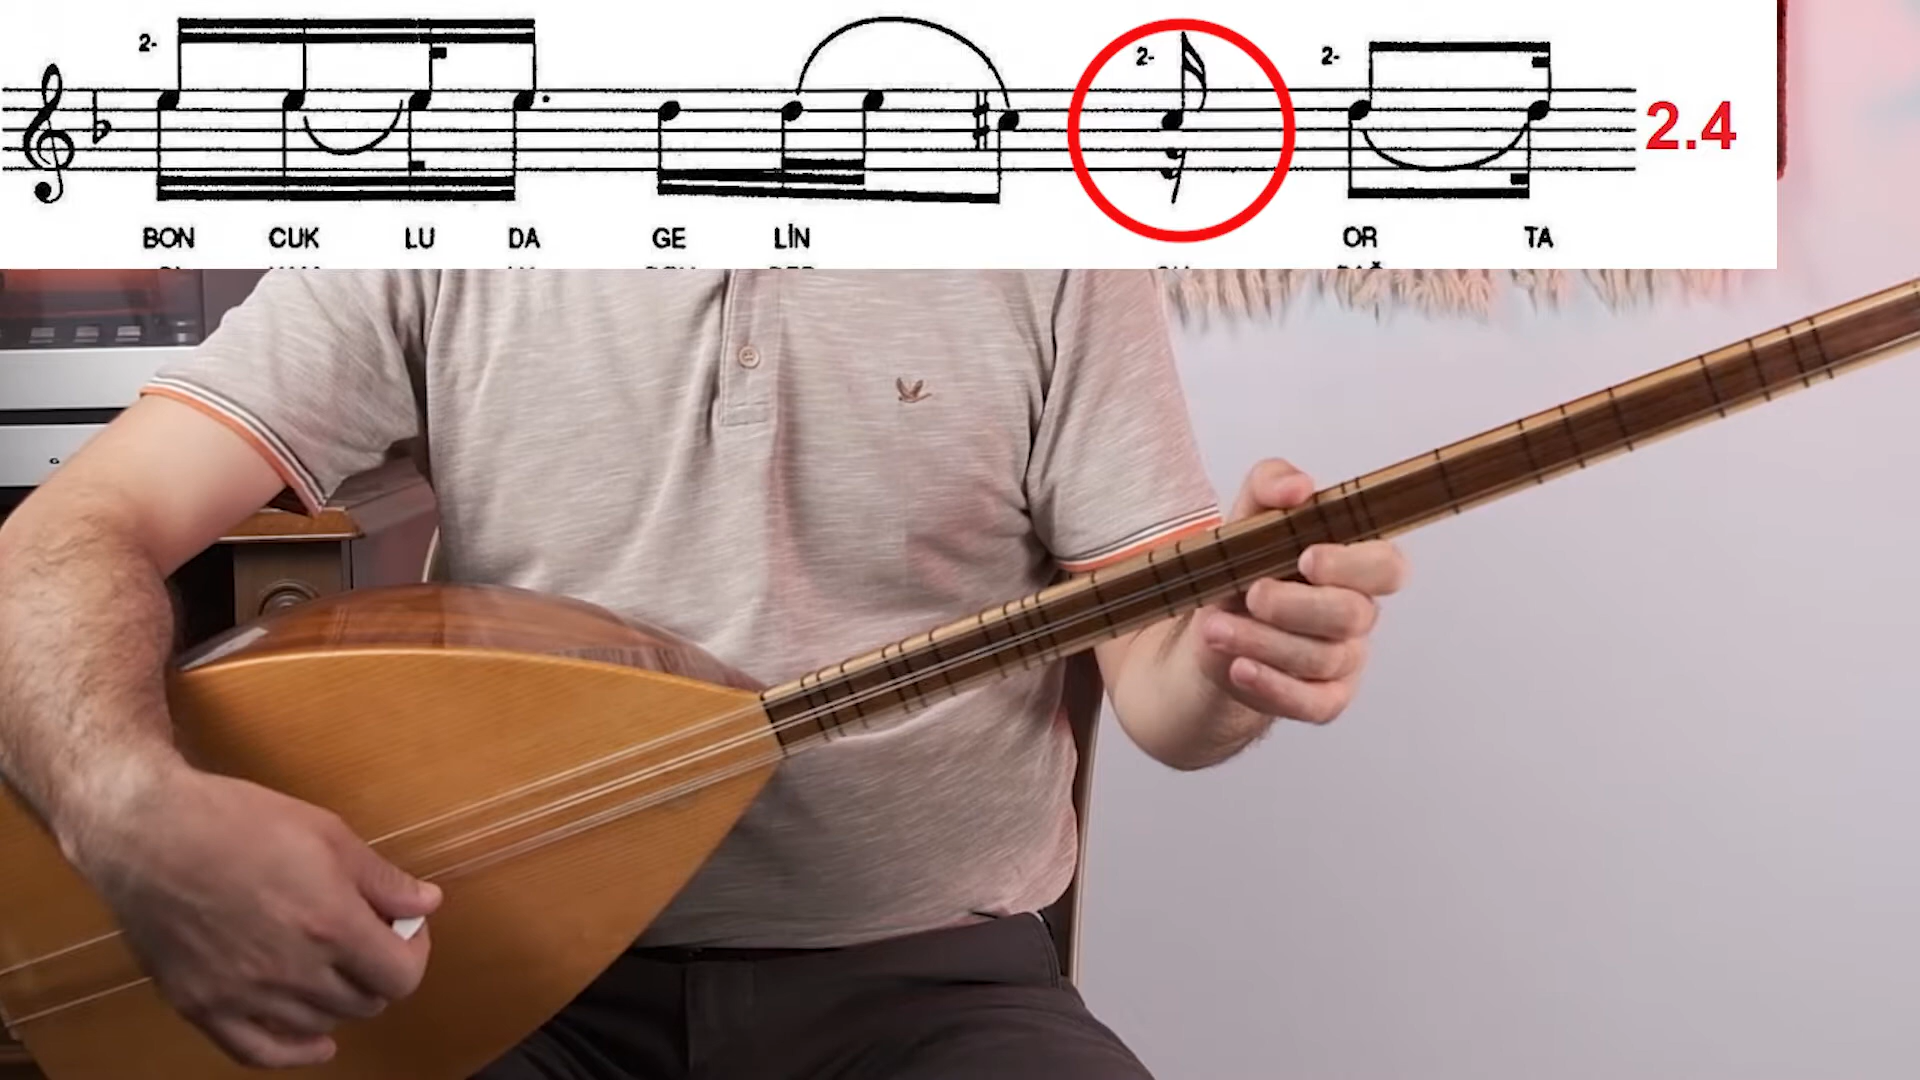 2- 2- 2-
2.4
BON CUK LU DA GE LİN OR TA